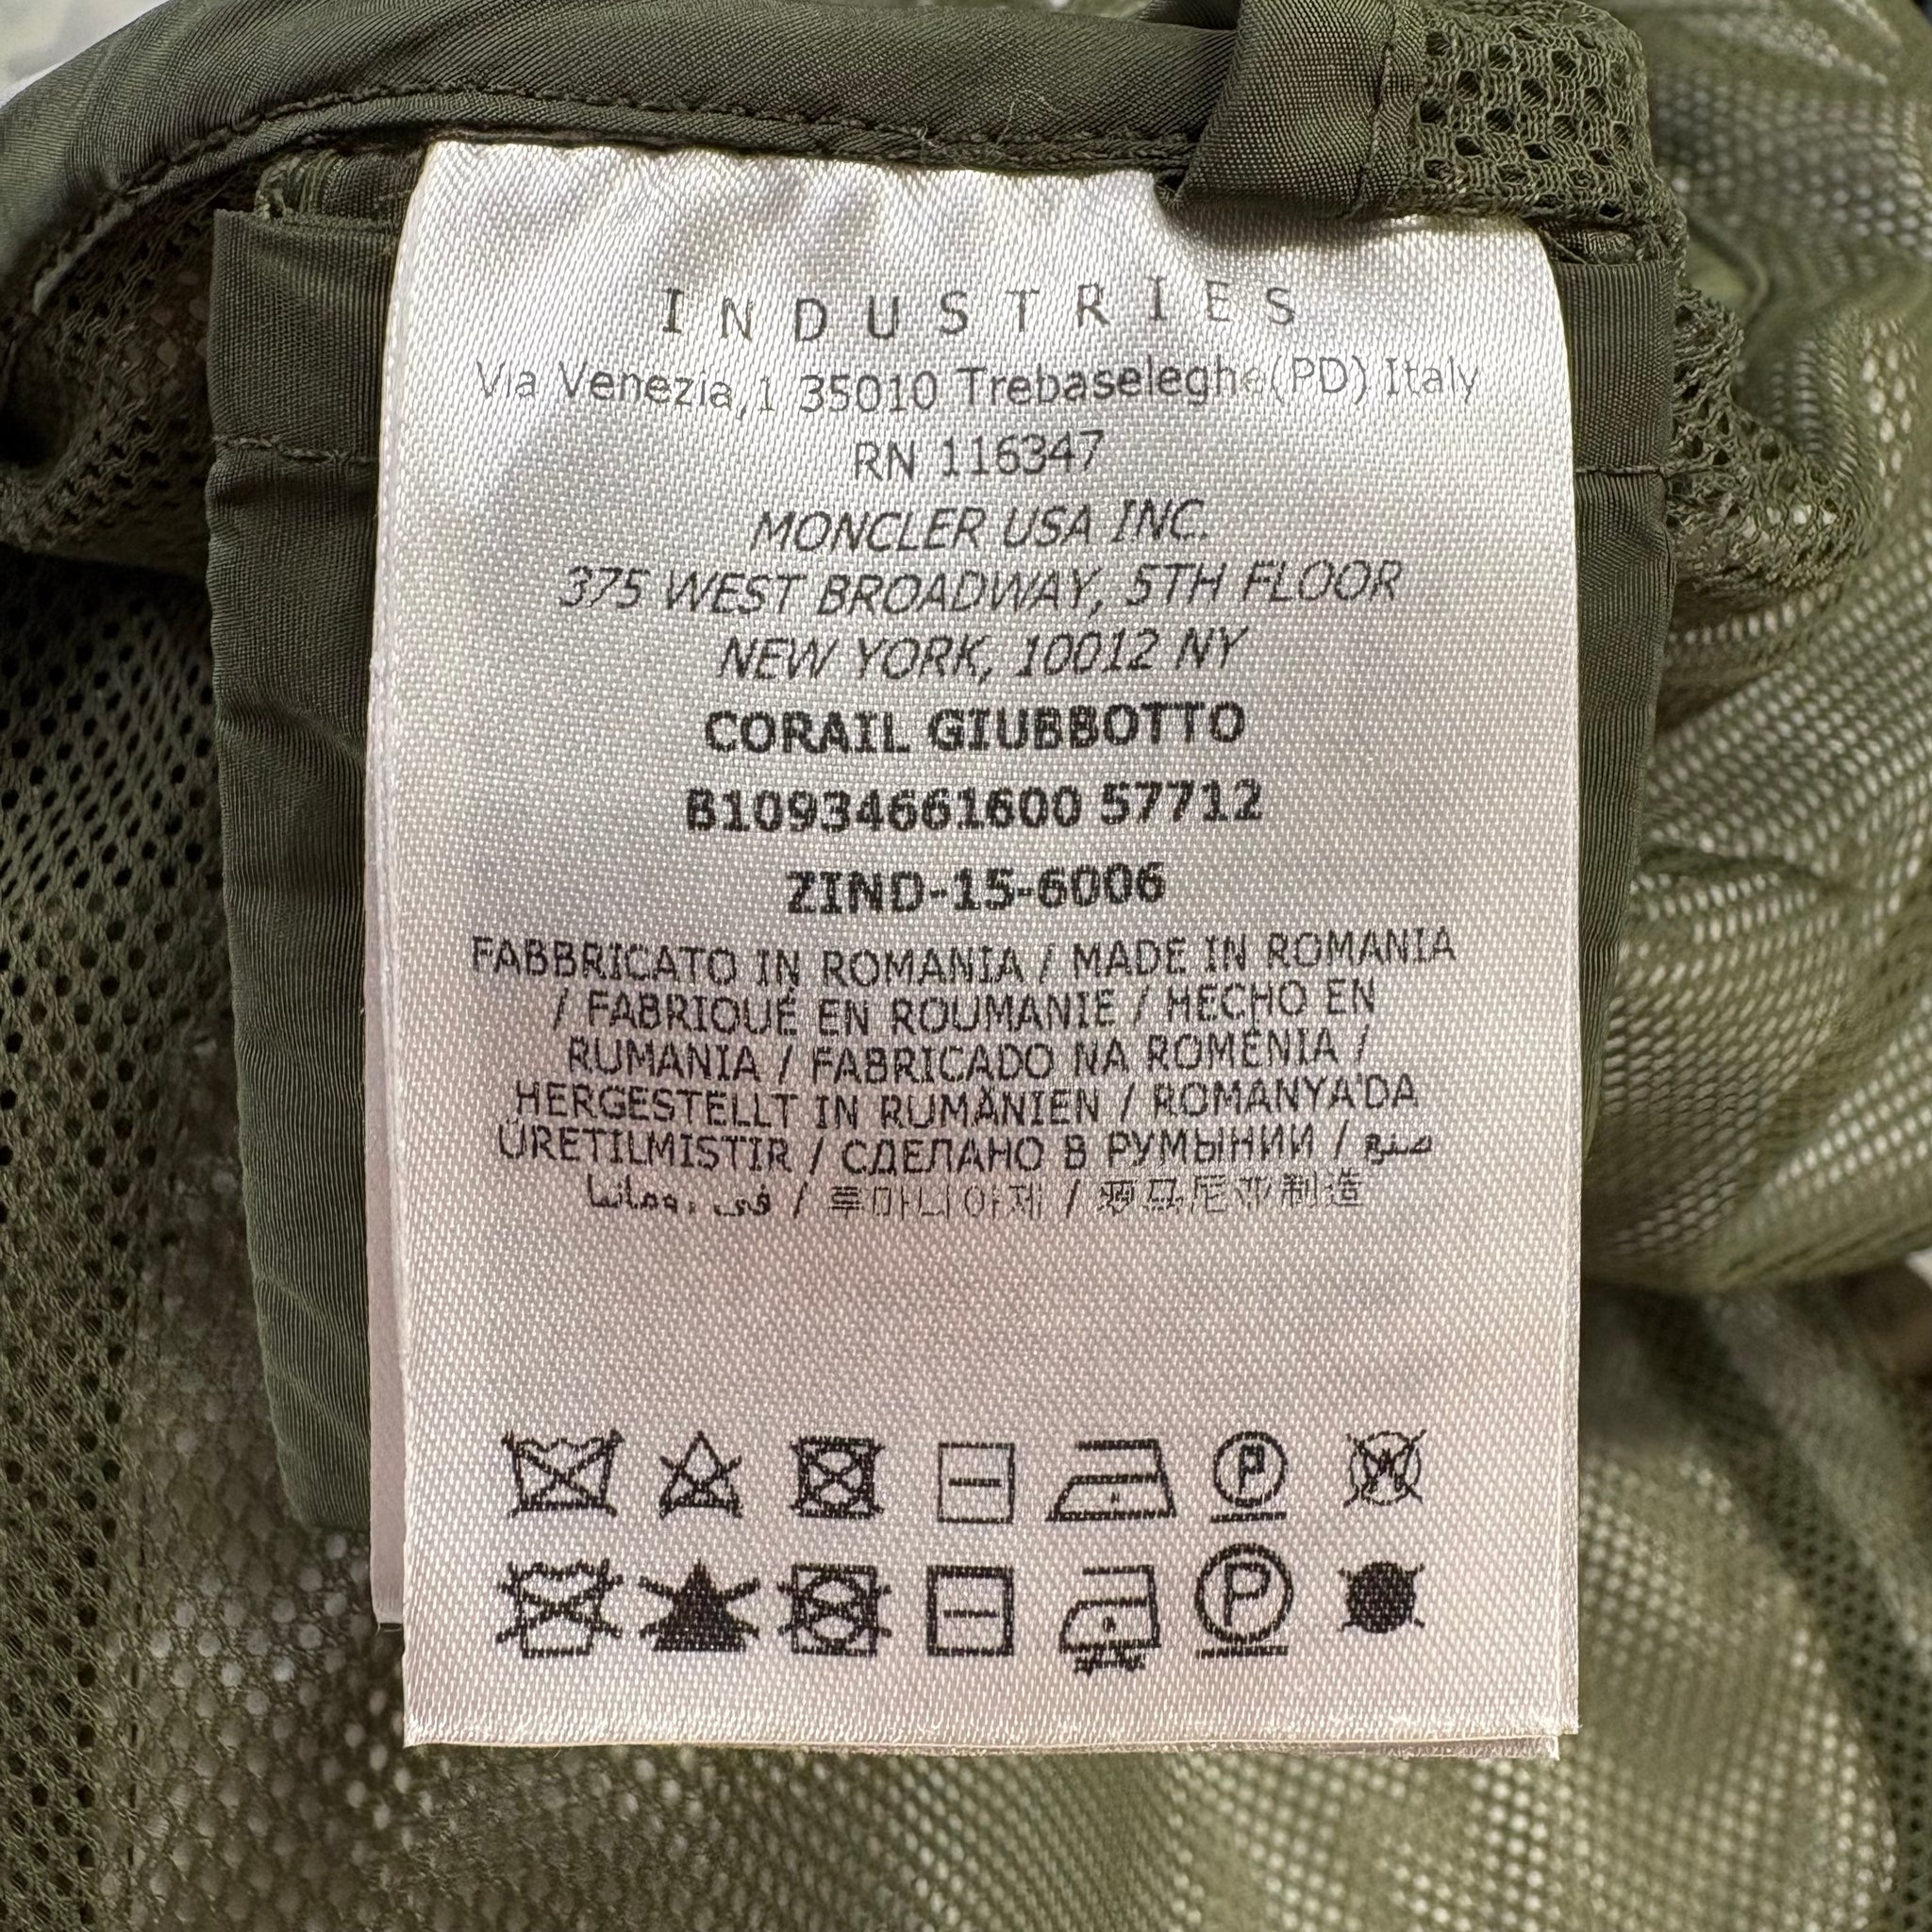 INDUSTRIES
Via Venezia,1 35010 Trebaseleghe(PD) Italy
RN 116347
MONCLER USA INC.
375 WEST BROADWAY, 5TH FLOOR
NEW YORK, 10012 NY
CORAIL GIUBBOTTO
B10934661600 57712
ZIND-15-6006
FABBRICATO IN ROMANIA / MADE IN ROMANIA
/ FABRIQUÉ EN ROUMANIE / HECHO EN
RUMANIA / FABRICADO NA ROMÉNIA /
HERGESTELLT IN RUMÄNIEN / ROMANYA'DA
ÜRETILMISTIR / СДЕЛАНО В РУМЫНИИ / صنع
في رومانيا / 루마니아제 / 罗马尼亚制造
P
W
P